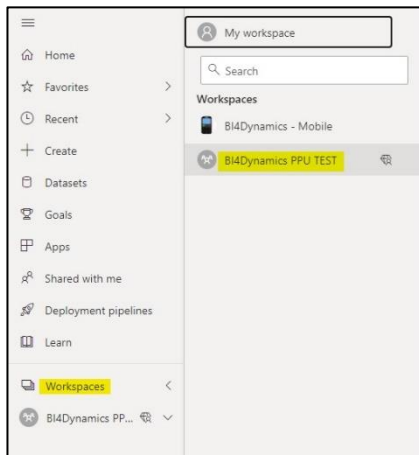 Home
Favorites
Recent
Create
Datasets
Goals
Apps
Shared with me
Deployment pipelines
Learn
Workspaces
BI4Dynamics PP...
My workspace
Search
Workspaces
BI4Dynamics - Mobile
BI4Dynamics PPU TEST